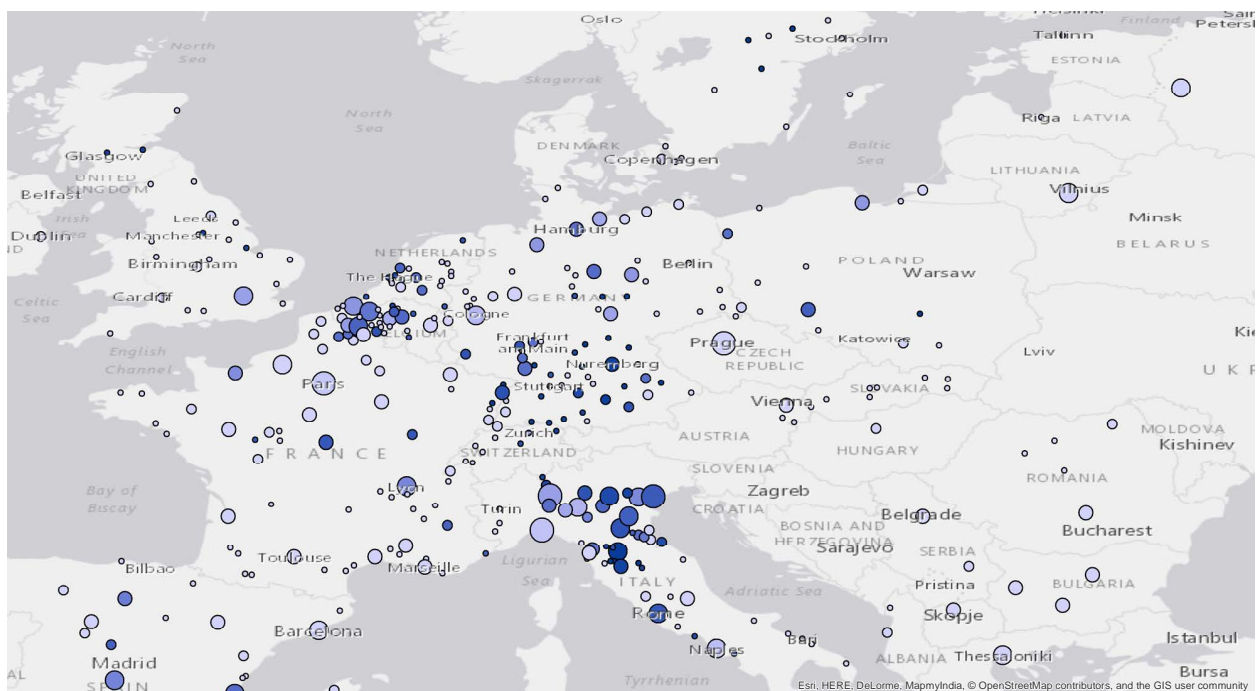 Oslo
Helsinki
Finland
North
Sea
Stockholm
Tallinn
ESTONIA
Skagerrak
North
Sea
Riga LATVIA
DENMARK
Baltic
Sea
Glasgow
Copenhagen
UNITED
KINGDOM
LITHUANIA
Vilnius
Belfast
Irish
Sea
Leeds
Minsk
Dublin
Manchester
Hamburg
BELARUS
NETHERLANDS
Birmingham
Berlin
POLAND
The Hague
Warsaw
Cardiff
GERMANY
Celtic
Sea
Cologne
BELGIUM
English
Channel
Frankfurt
am Main
Prague
Katowice
CZECH
REPUBLIC
Lviv
Nuremberg
Paris
Stuttgart
SLOVAKIA
UKR
Vienna
Zurich
AUSTRIA
MOLDOVA
Kishinev
FRANCE
SWITZERLAND
HUNGARY
SLOVENIA
ROMANIA
Bay of
Biscay
Lyon
Zagreb
Turin
CROATIA
Belgrade
BOSNIA AND
HERZEGOVINA
Bucharest
Sarajevo
SERBIA
Toulouse
Bilbao
Marseille
Ligurian
Sea
ITALY
Adriatic Sea
Pristina
BULGARIA
Rome
Skopje
Barcelona
Bari
Istanbul
Naples
Madrid
ALBANIA
Thessaloniki
SPAIN
Tyrrhenian
Bursa
Esri, HERE, DeLorme, MapmyIndia, © OpenStreetMap contributors, and the GIS user community